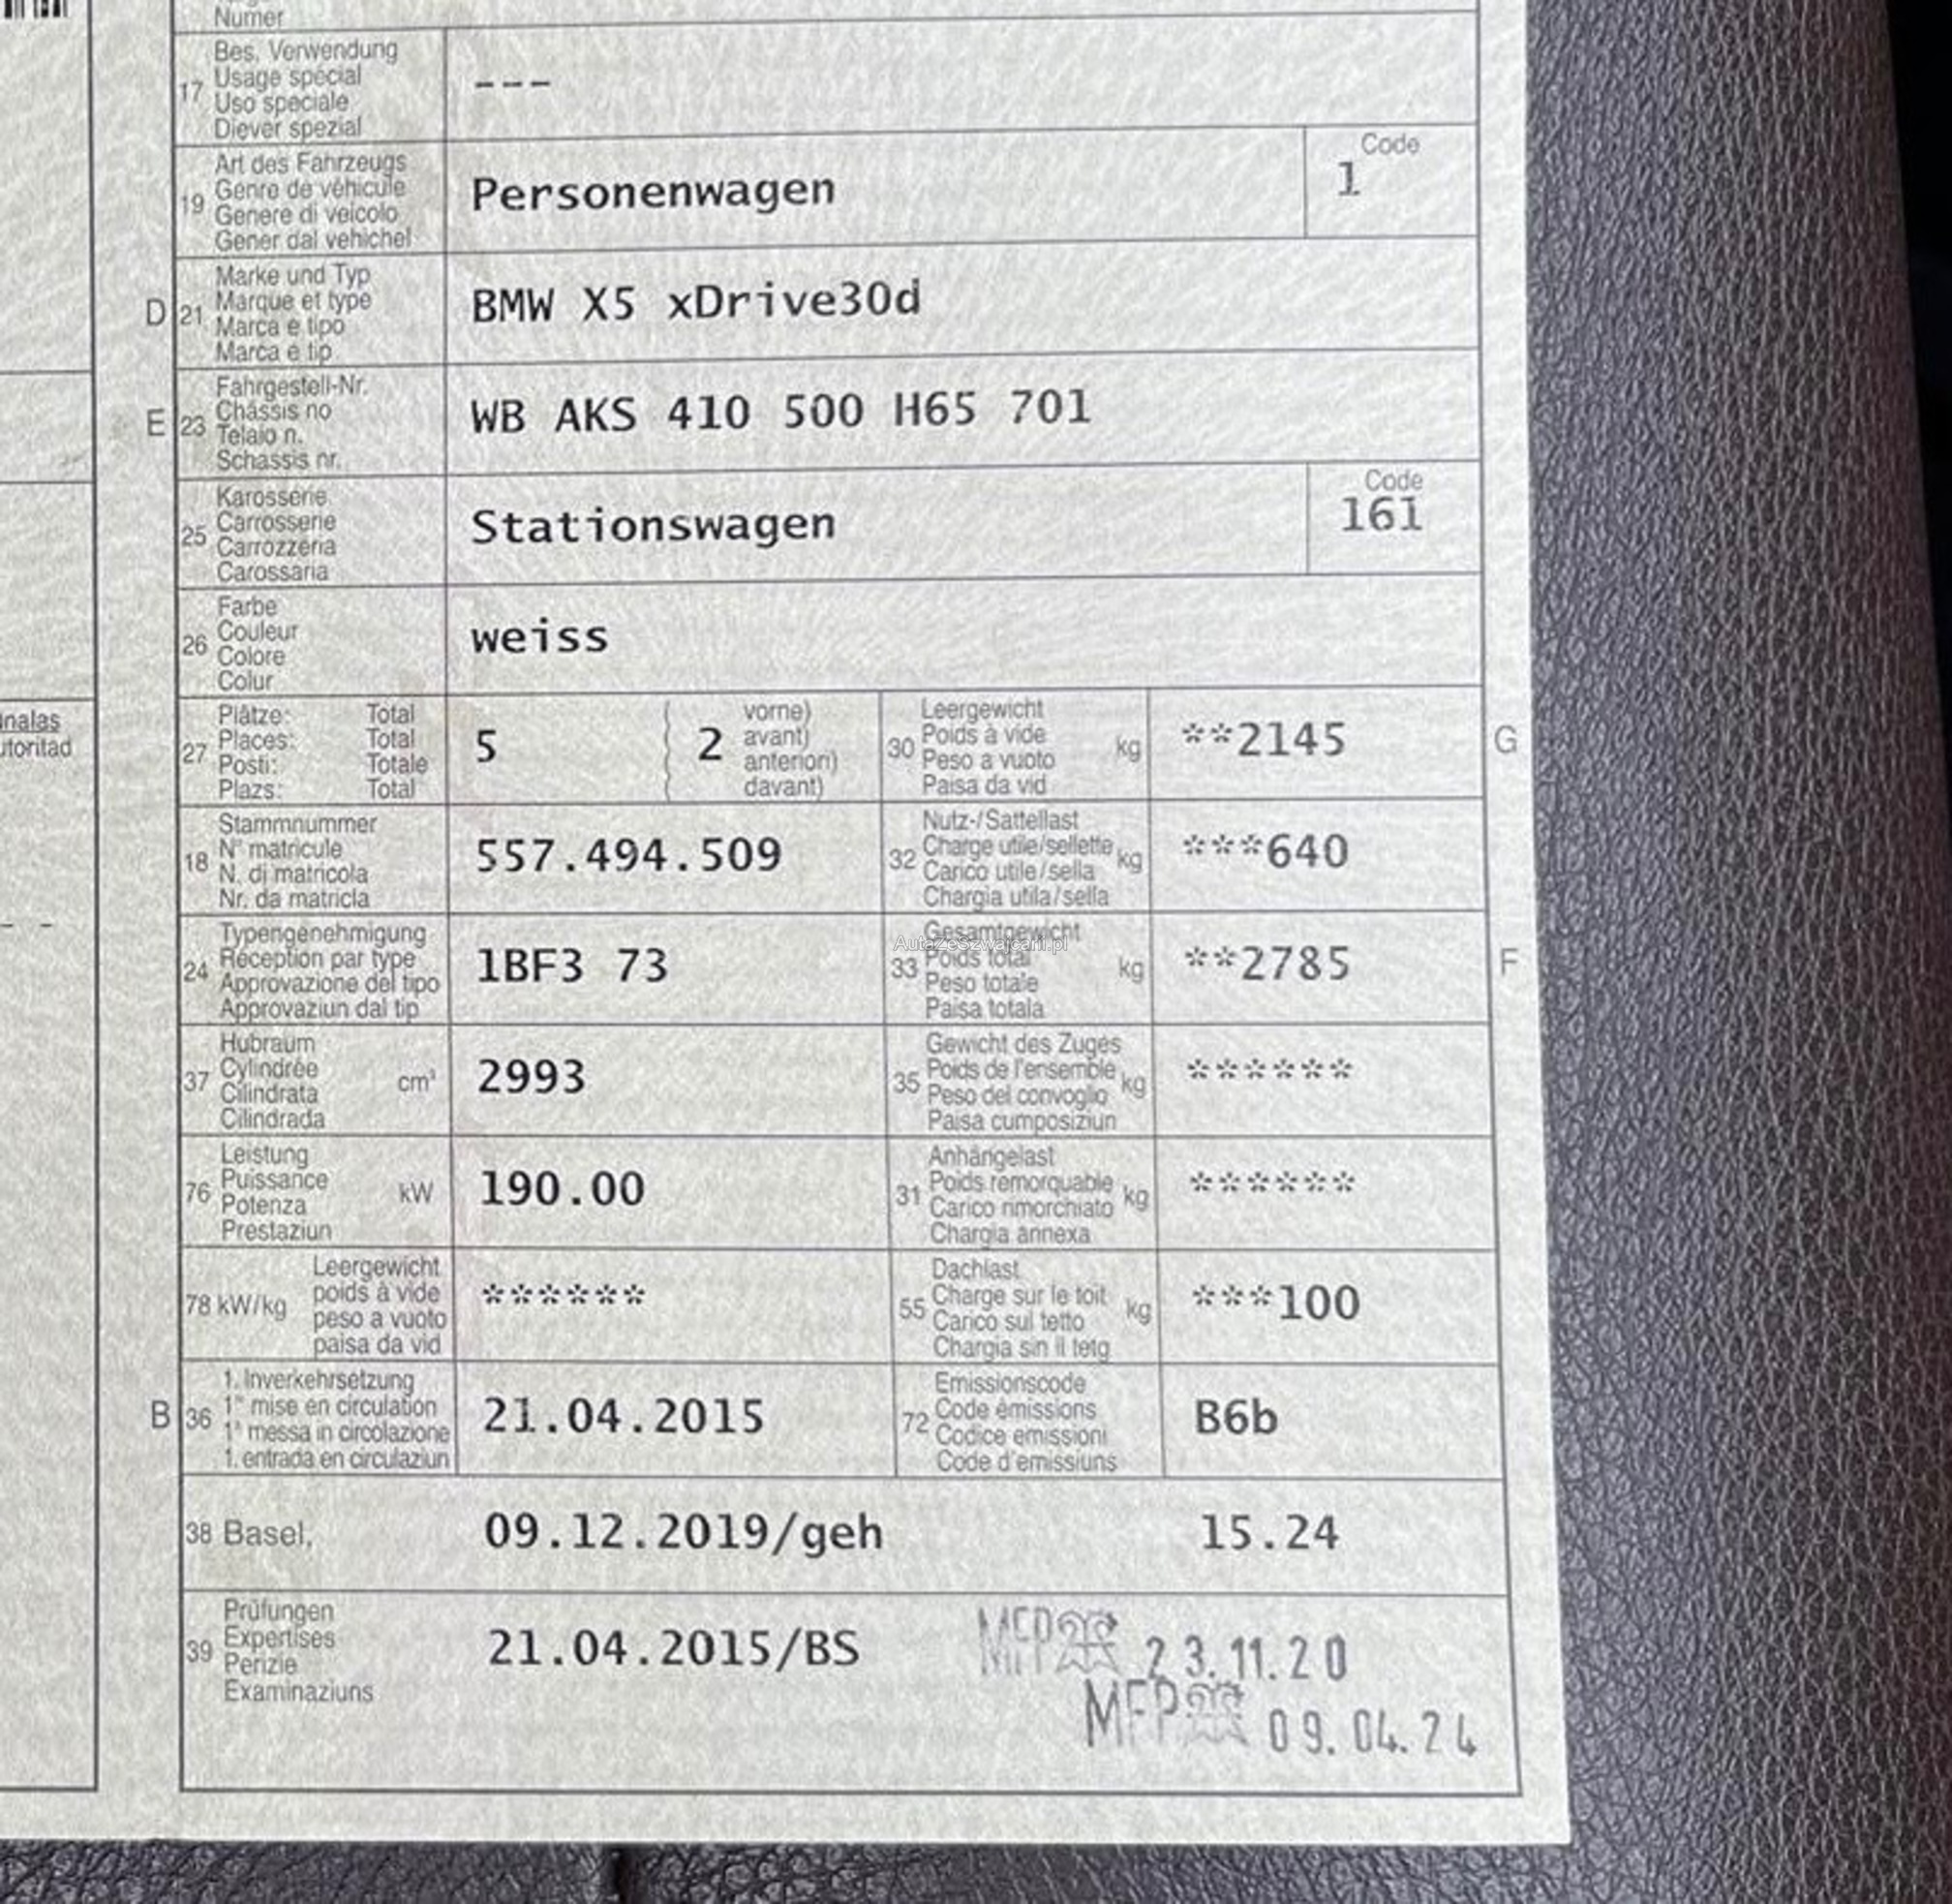 Numer
17 Bes. Verwendung
Usage spécial
Uso speciale
Diever spezial
---
19 Art des Fahrzeugs
Genre de véhicule
Genere di veicolo
Gener dal vehichel
Personenwagen
Code
1
D 21 Marke und Typ
Marque et type
Marca e tipo
Marca e tip
BMW X5 xDrive30d
E 23 Fahrgestell-Nr.
Châssis no
Telaio n.
Schassis nr.
WB AKS 410 500 H65 701
25 Karosserie
Carrosserie
Carrozzeria
Carossaria
Stationswagen
Code
161
26 Farbe
Couleur
Colore
Colur
weiss
27 Plätze: Total
Places: Total
Posti: Totale
Plazs: Total
5 ( 2 vorne)
avant)
anteriori)
davant)
30 Leergewicht
Poids à vide
Peso a vuoto
Paisa da vid
kg **2145 G
inalas
utoritad
18 Stammnummer
N° matricule
N. di matricola
Nr. da matricla
557.494.509
32 Nutz-/Sattellast
Charge utile/sellette
Carico utile/sella
Chargia utila/sella
kg ***640
24 Typengenehmigung
Réception par type
Approvazione del tipo
Approvaziun dal tip
1BF3 73
33 Gesamtgewicht
AutaZeSzwajcarii.pl
Poids total
Peso totale
Paisa totala
kg **2785 F
37 Hubraum
Cylindrée
Cilindrata
Cilindrada
cm³ 2993
35 Gewicht des Zuges
Poids de l'ensemble
Peso del convoglio
Paisa cumposiziun
kg ******
76 Leistung
Puissance
Potenza
Prestaziun
kW 190.00
31 Anhängelast
Poids remorquable
Carico rimorchiato
Chargia annexa
kg ******
78 kW/kg Leergewicht
poids à vide
peso a vuoto
paisa da vid
******
55 Dachlast
Charge sur le toit
Carico sul tetto
Chargia sin il tetg
kg ***100
B 36 1. Inverkehrsetzung
1re mise en circulation
1a messa in circolazione
1. entrada en circulaziun
21.04.2015
72 Emissionscode
Code émissions
Codice emissioni
Code d'emissiuns
B6b
38 Basel, 09.12.2019/geh 15.24
39 Prüfungen
Expertises
Perizie
Examinaziuns
21.04.2015/BS
MFP 23.11.20
MFP 09.04.24